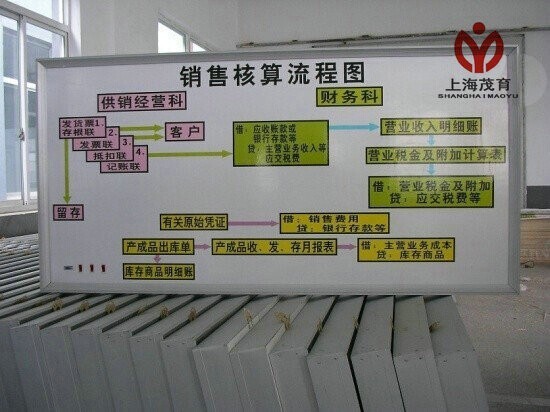 上海茂育
SHANGHAIMAOYU
销售核算流程图
供销经营科
财务科
发货票1.
存根联
2.
发票联
3.
抵扣联
4.
记账联
客户
留存
借：应收账款或
银行存款等
贷：主营业务收入等
应交税费
营业收入明细账
营业税金及附加计算表
借：营业税金及附加
贷：应交税费等
有关原始凭证
借：销售费用
贷：银行存款等
产成品出库单
产成品收、发、存月报表
借：主营业务成本
贷：库存商品
库存商品明细账